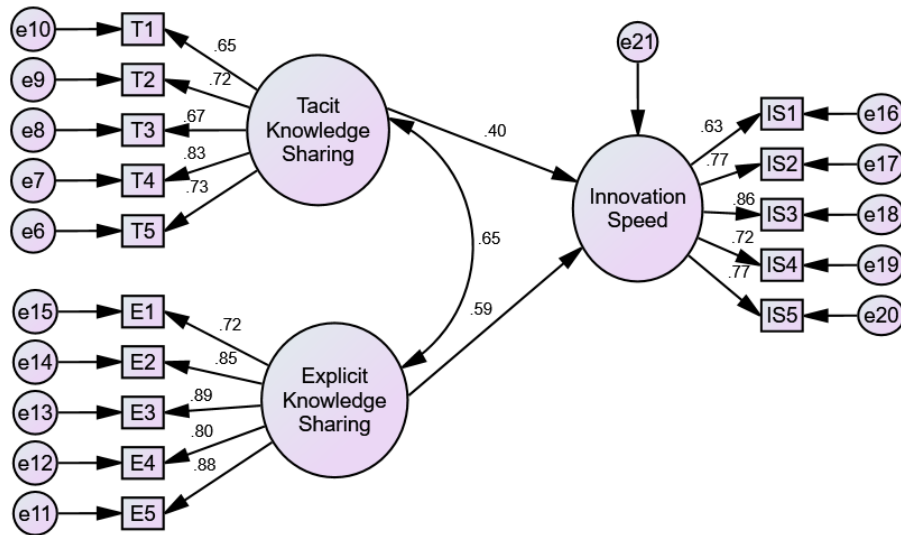 e10
T1
.65
e9
T2
.72
e8
T3
.67
e7
T4
.83
e6
T5
.73
Tacit
Knowledge
Sharing
.40
.65
.59
e15
E1
.72
e14
E2
.85
e13
E3
.89
e12
E4
.80
e11
E5
.88
Explicit
Knowledge
Sharing
e21
Innovation
Speed
.63
IS1
e16
.77
IS2
e17
.86
IS3
e18
.72
IS4
e19
.77
IS5
e20